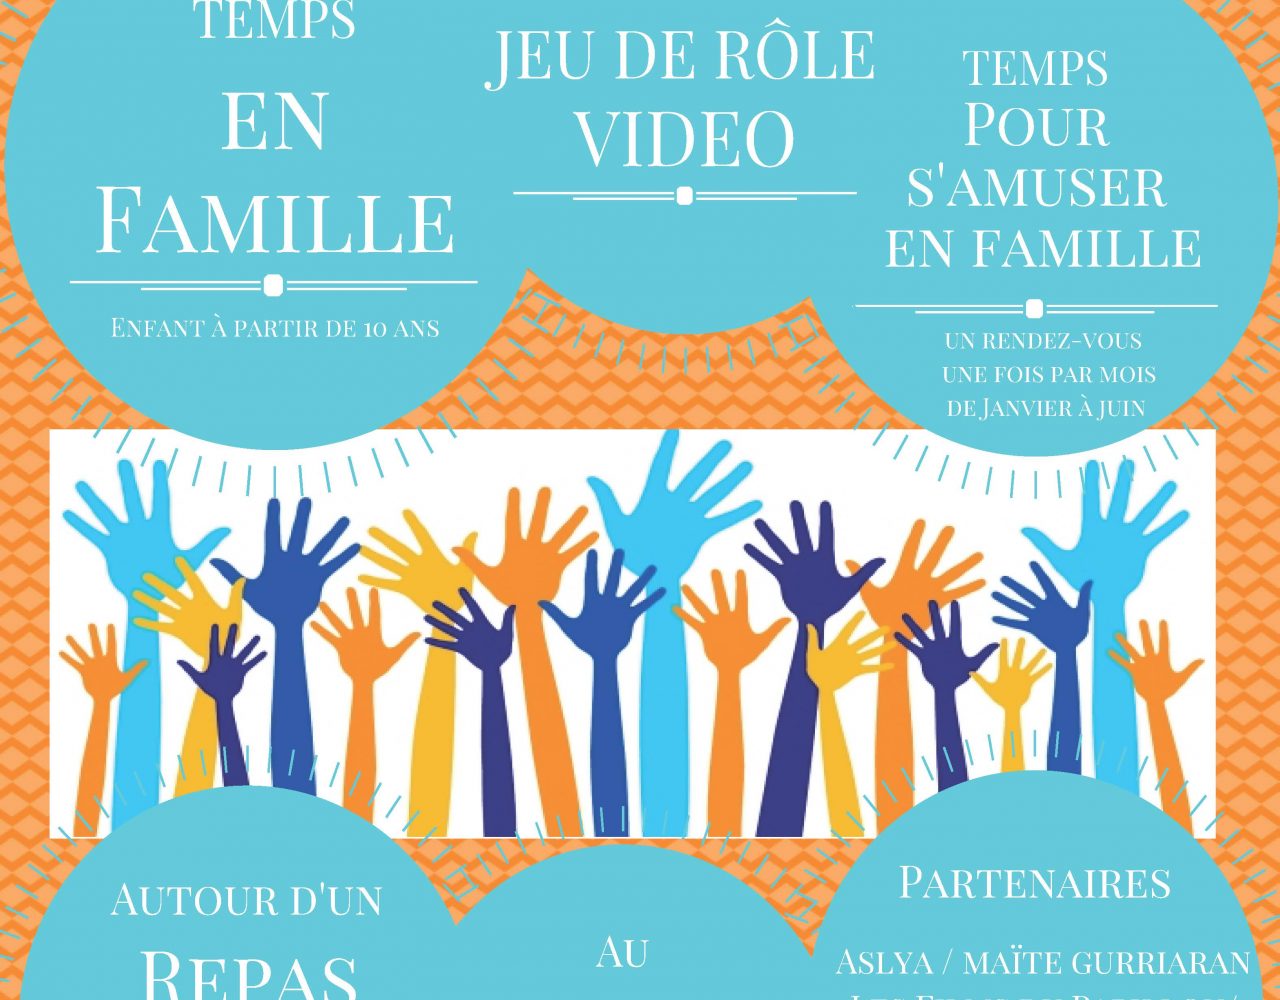 TEMPS
EN
FAMILLE
ENFANT À PARTIR DE 10 ANS
JEU DE RÔLE
VIDEO
TEMPS
POUR
S'AMUSER
EN FAMILLE
UN RENDEZ-VOUS
UNE FOIS PAR MOIS
DE JANVIER À JUIN
AUTOUR D'UN
REPAS
AU
PARTENAIRES
ASLYA / MAÏTE GURRIARAN